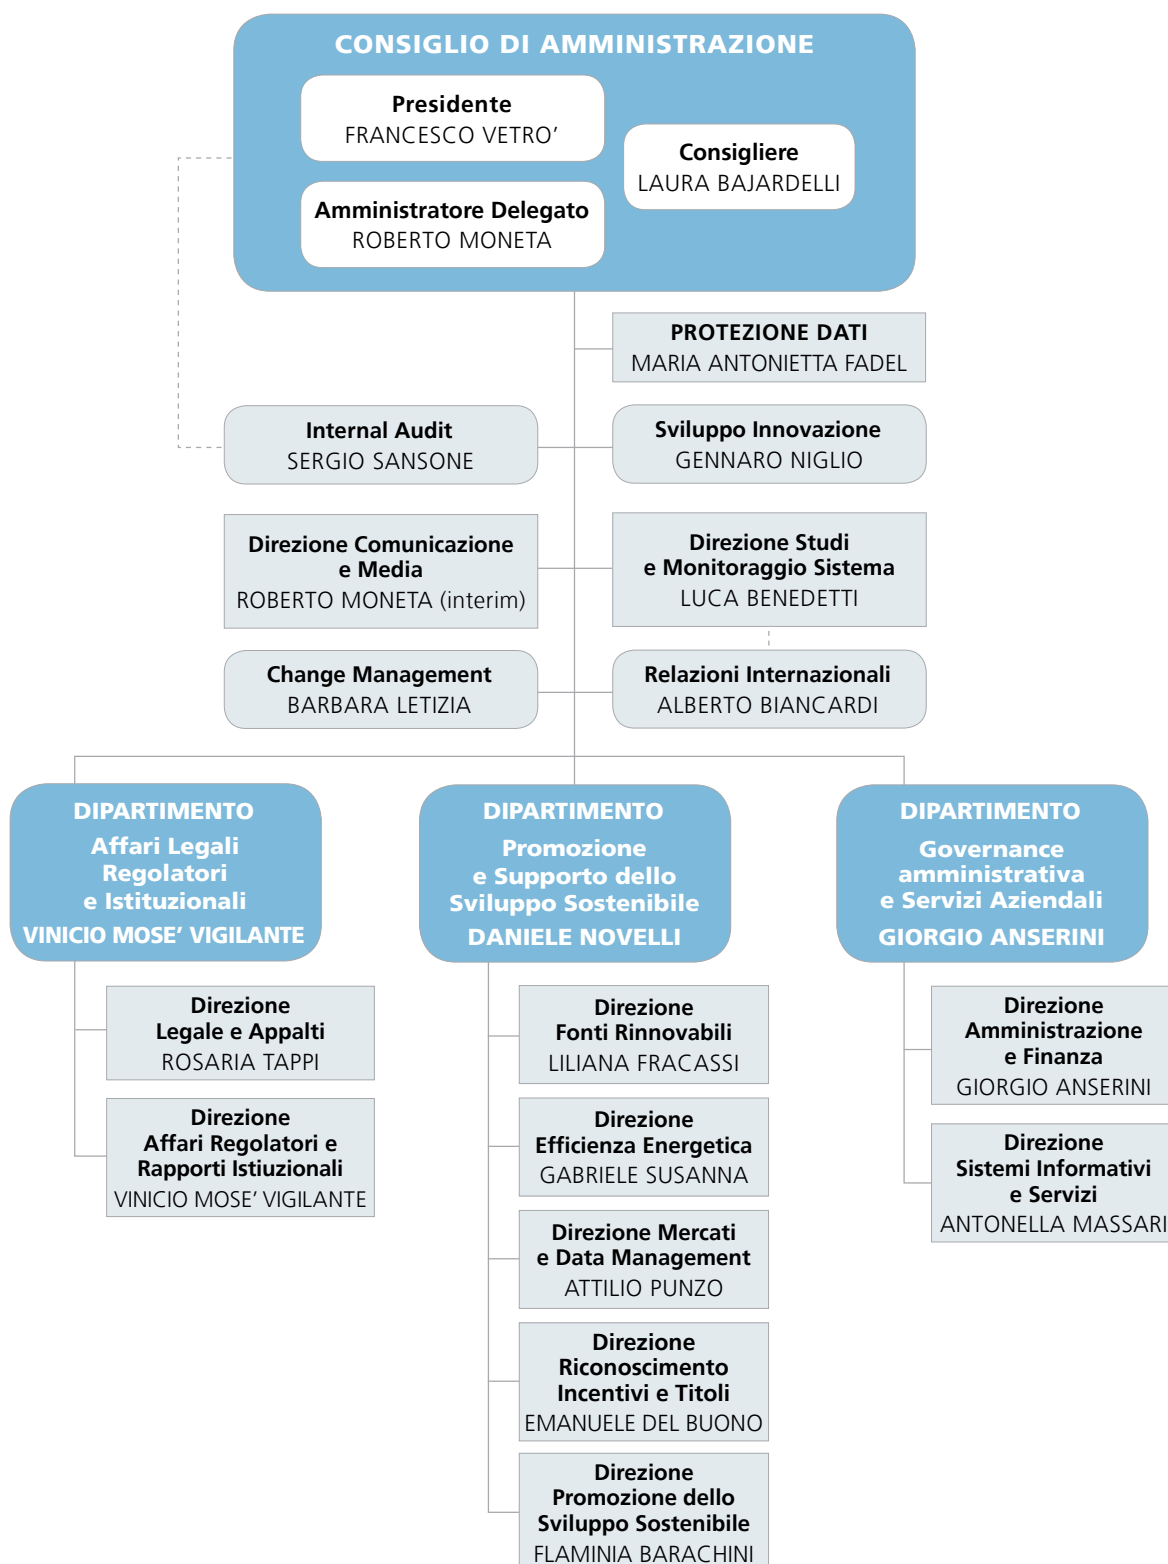 CONSIGLIO DI AMMINISTRAZIONE
Presidente
FRANCESCO VETRO'
Consigliere
LAURA BAJARDELLI
Amministratore Delegato
ROBERTO MONETA
PROTEZIONE DATI
MARIA ANTONIETTA FADEL
Internal Audit
SERGIO SANSONE
Sviluppo Innovazione
GENNARO NIGLIO
Direzione Comunicazione
e Media
ROBERTO MONETA (interim)
Direzione Studi
e Monitoraggio Sistema
LUCA BENEDETTI
Change Management
BARBARA LETIZIA
Relazioni Internazionali
ALBERTO BIANCARDI
DIPARTIMENTO
Affari Legali
Regolatori
e Istituzionali
VINICIO MOSE' VIGILANTE
DIPARTIMENTO
Promozione
e Supporto dello
Sviluppo Sostenibile
DANIELE NOVELLI
DIPARTIMENTO
Governance
amministrativa
e Servizi Aziendali
GIORGIO ANSERINI
Direzione
Legale e Appalti
ROSARIA TAPPI
Direzione
Affari Regolatori e
Rapporti Istiuzionali
VINICIO MOSE' VIGILANTE
Direzione
Fonti Rinnovabili
LILIANA FRACASSI
Direzione
Efficienza Energetica
GABRIELE SUSANNA
Direzione Mercati
e Data Management
ATTILIO PUNZO
Direzione
Riconoscimento
Incentivi e Titoli
EMANUELE DEL BUONO
Direzione
Promozione dello
Sviluppo Sostenibile
FLAMINIA BARACHINI
Direzione
Amministrazione
e Finanza
GIORGIO ANSERINI
Direzione
Sistemi Informativi
e Servizi
ANTONELLA MASSARI